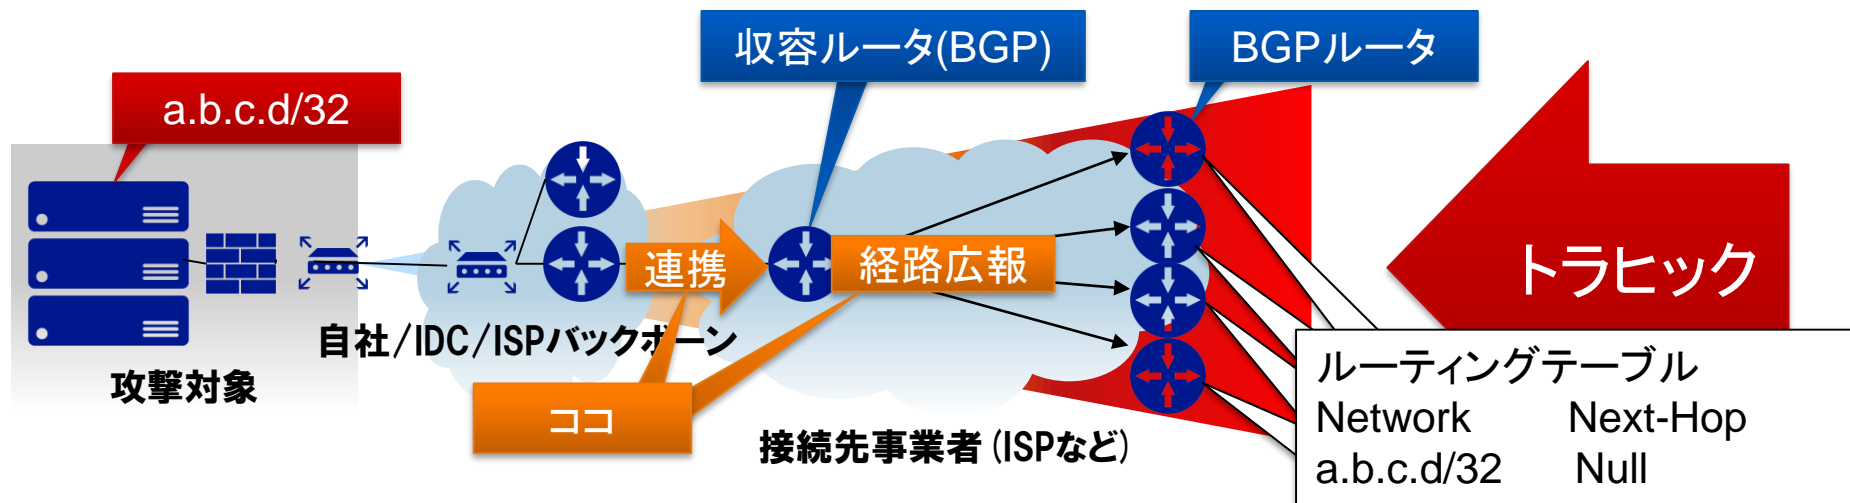 収容ルータ(BGP)
BGPルータ
a.b.c.d/32
連携
経路広報
トラヒック
自社/IDC/ISPバックボーン
攻撃対象
ココ
接続先事業者(ISPなど)
ルーティングテーブル
Network Next-Hop
a.b.c.d/32 Null